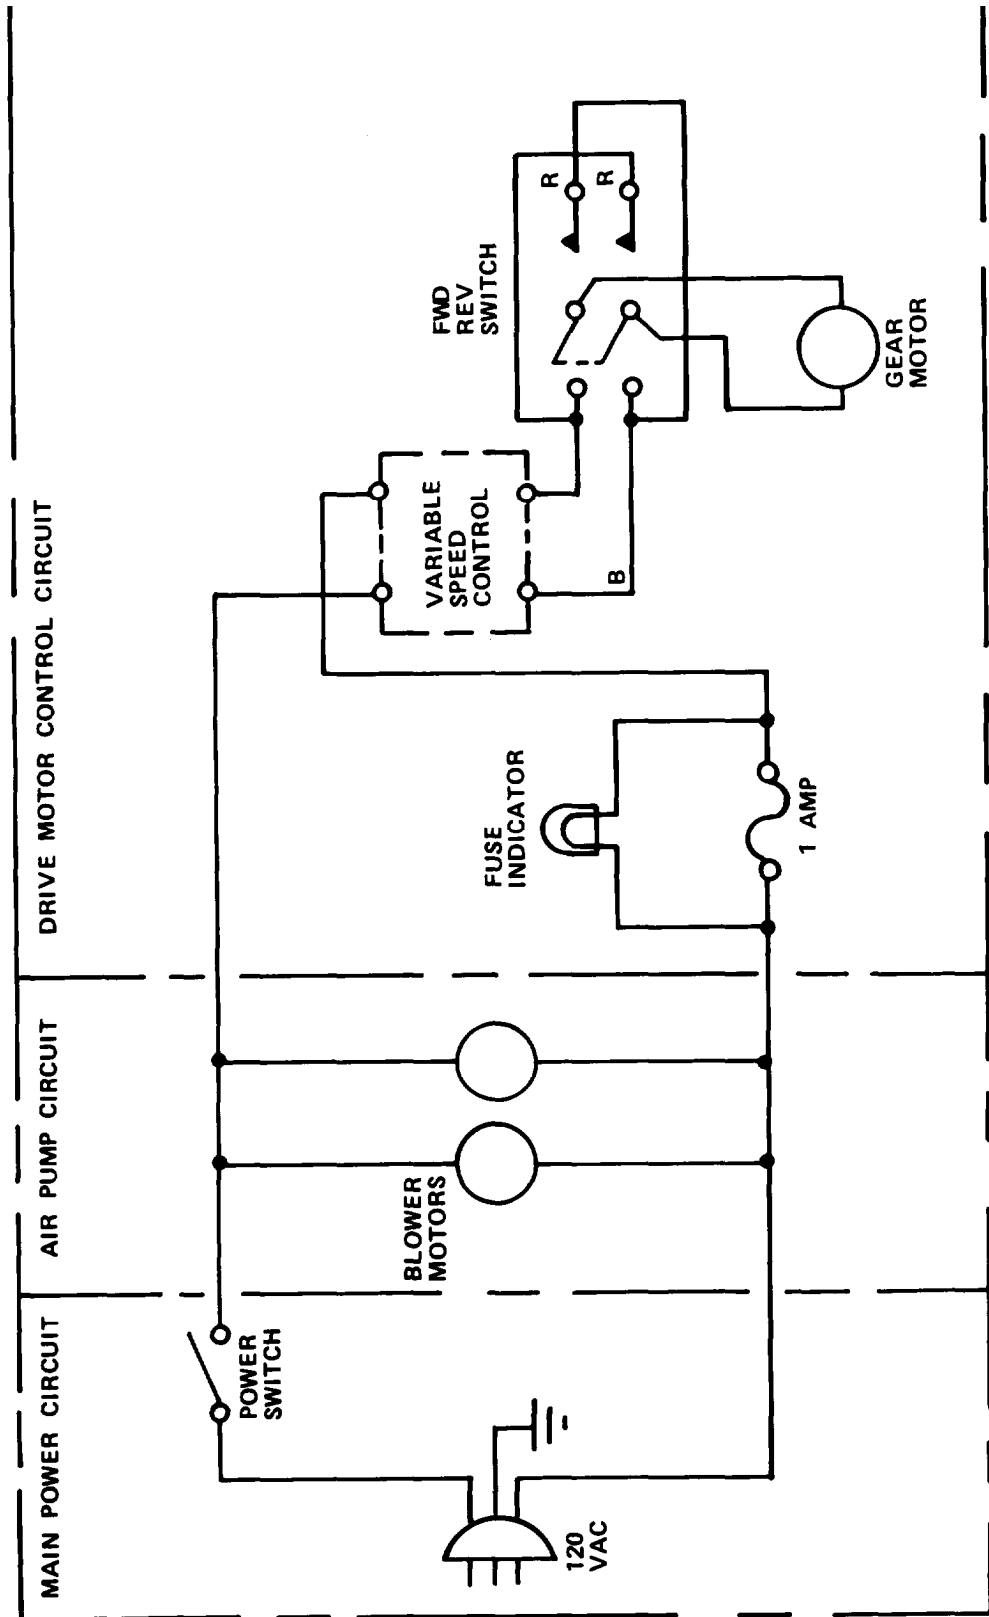 MAIN POWER CIRCUIT
AIR PUMP CIRCUIT
DRIVE MOTOR CONTROL CIRCUIT
POWER
SWITCH
120
VAC
BLOWER
MOTORS
FUSE
INDICATOR
1 AMP
VARIABLE
SPEED
CONTROL
B
FWD
REV
SWITCH
R
R
GEAR
MOTOR